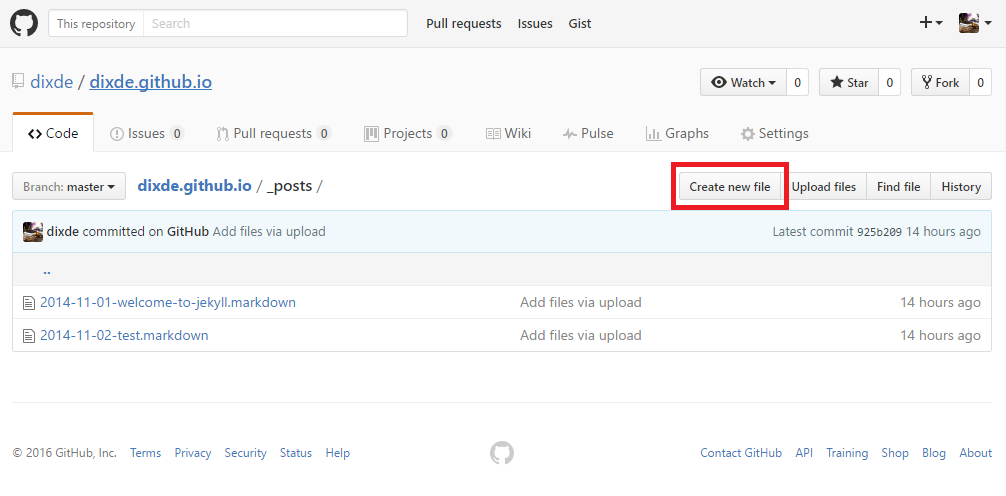 This repository Search Pull requests Issues Gist
dixde / dixde.github.io Watch 0 Star 0 Fork 0
Code Issues 0 Pull requests 0 Projects 0 Wiki Pulse Graphs Settings
Branch: master dixde.github.io / _posts / Create new file Upload files Find file History
dixde committed on GitHub Add files via upload Latest commit 925b209 14 hours ago
..
2014-11-01-welcome-to-jekyll.markdown Add files via upload 14 hours ago
2014-11-02-test.markdown Add files via upload 14 hours ago
© 2016 GitHub, Inc. Terms Privacy Security Status Help Contact GitHub API Training Shop Blog About